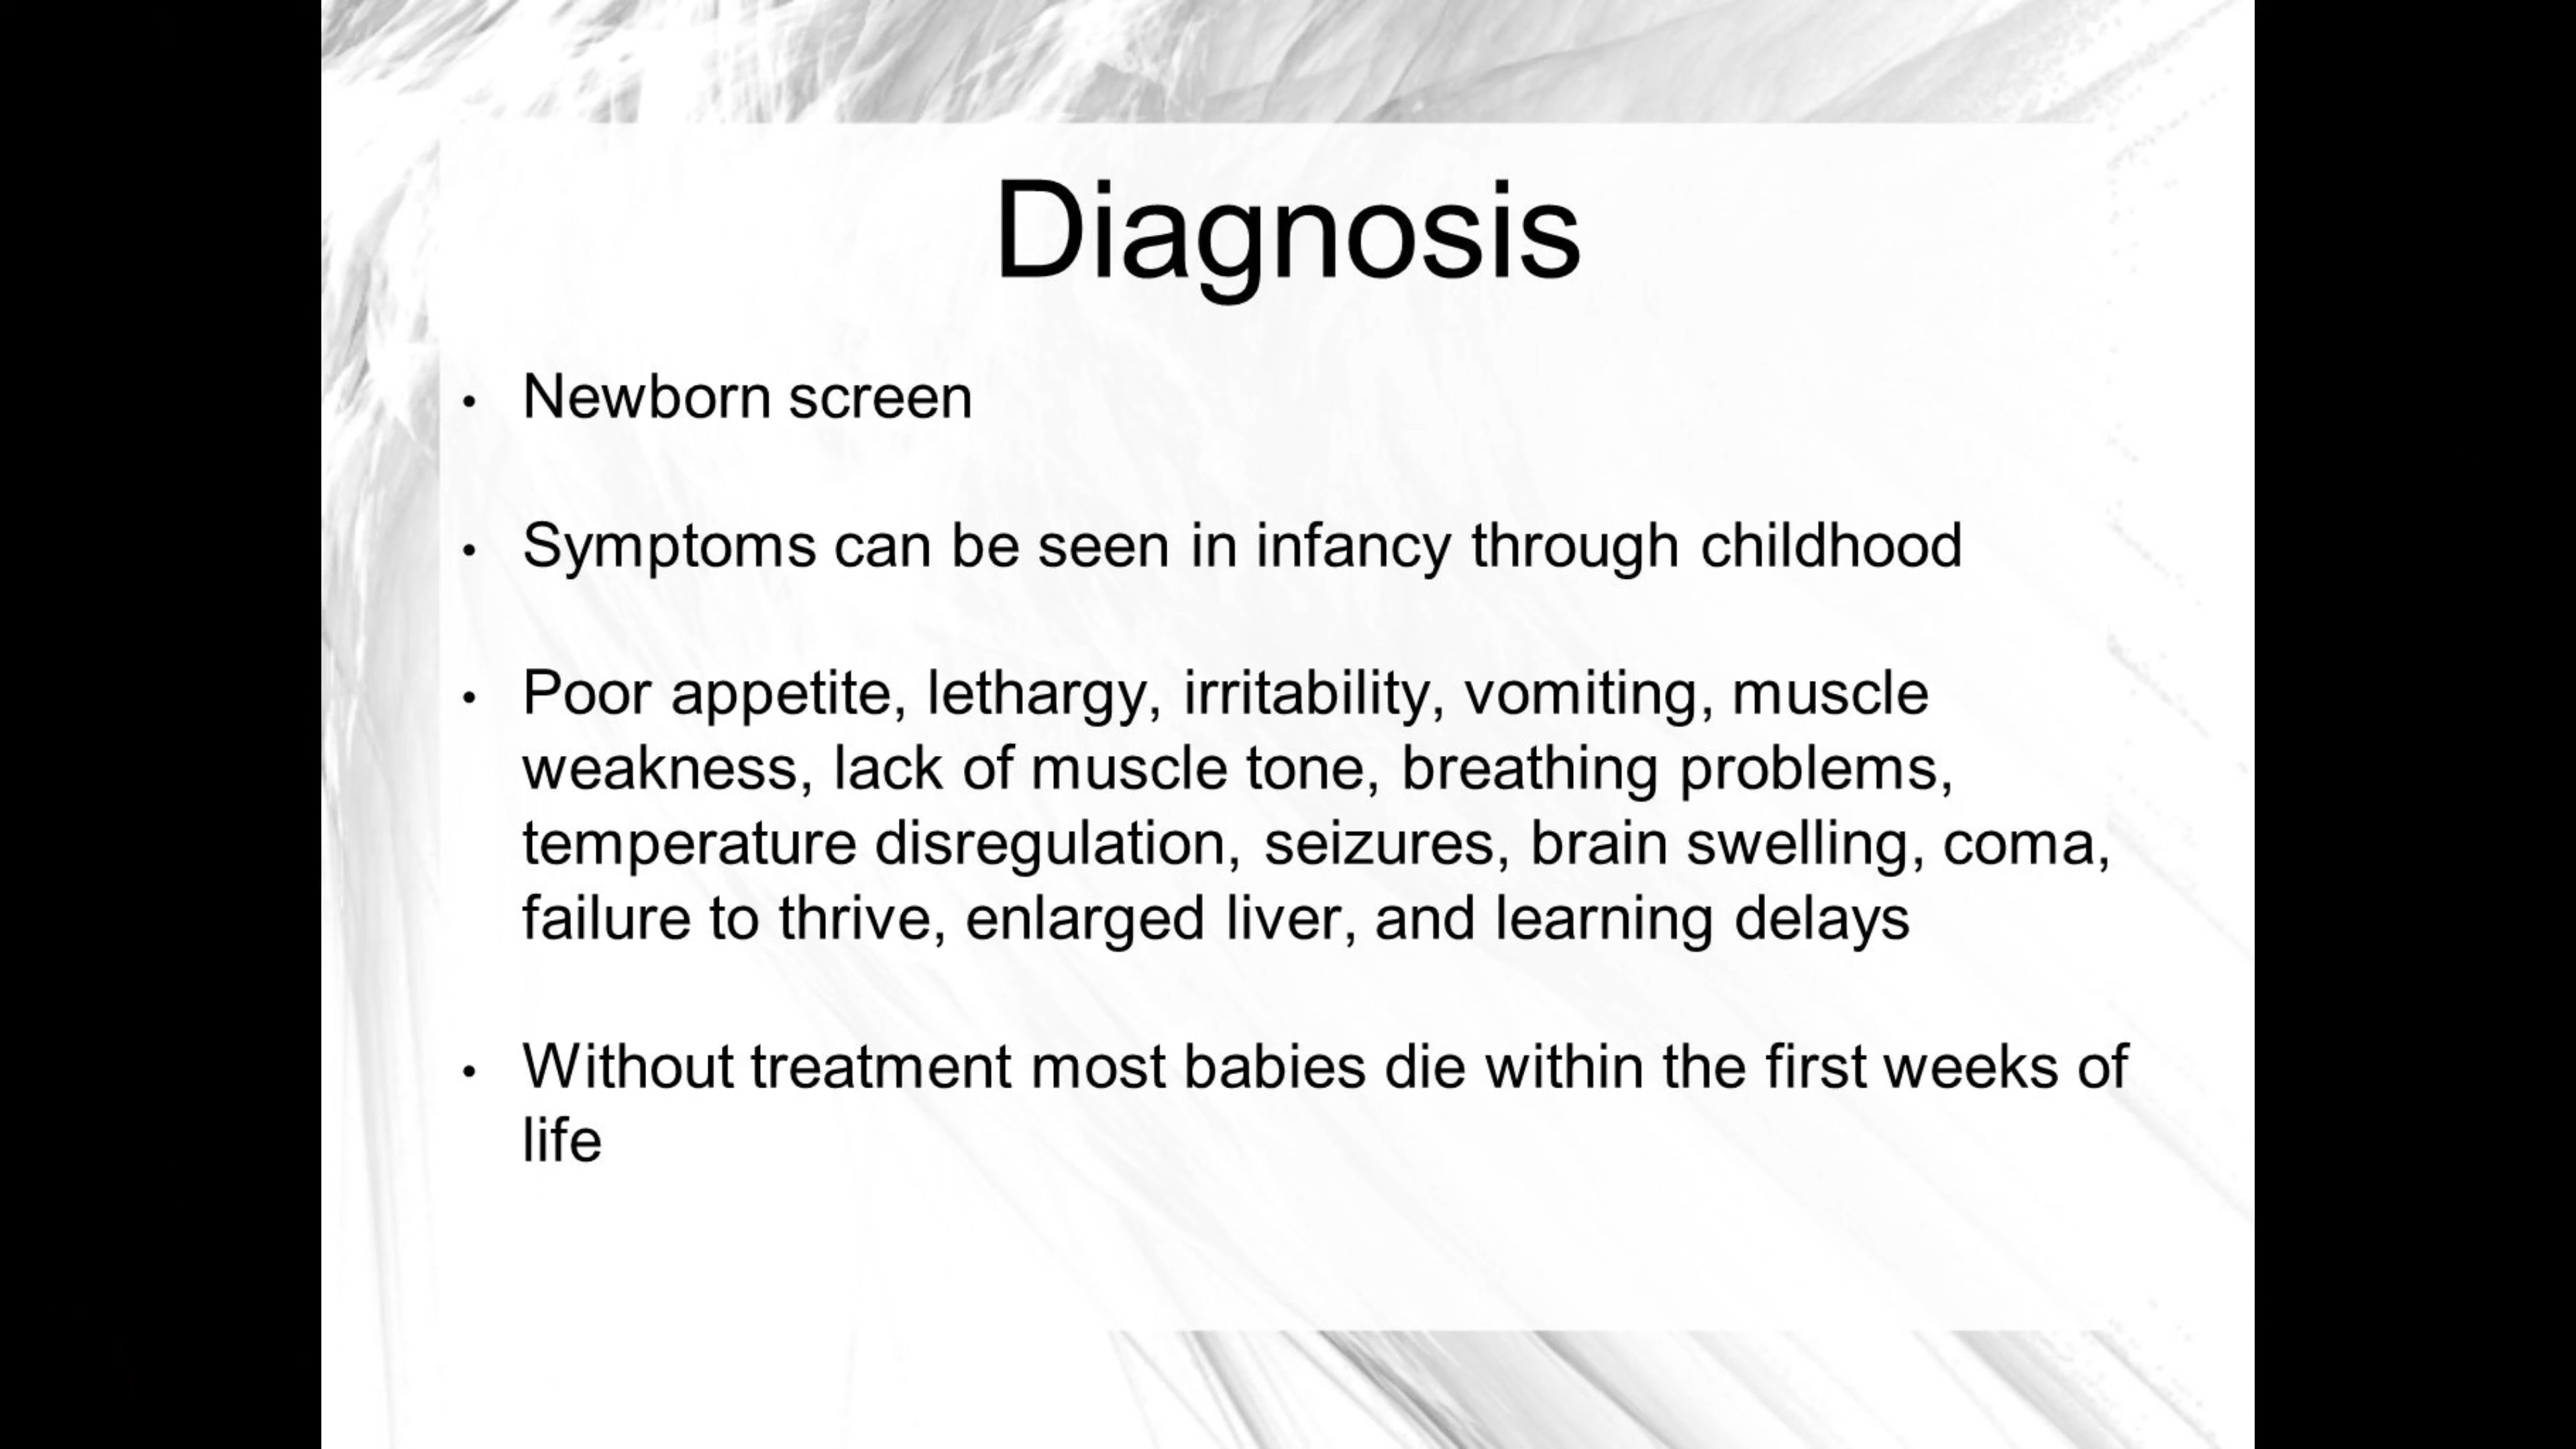 Diagnosis
• Newborn screen
• Symptoms can be seen in infancy through childhood
• Poor appetite, lethargy, irritability, vomiting, muscle
weakness, lack of muscle tone, breathing problems,
temperature disregulation, seizures, brain swelling, coma,
failure to thrive, enlarged liver, and learning delays
• Without treatment most babies die within the first weeks of
life